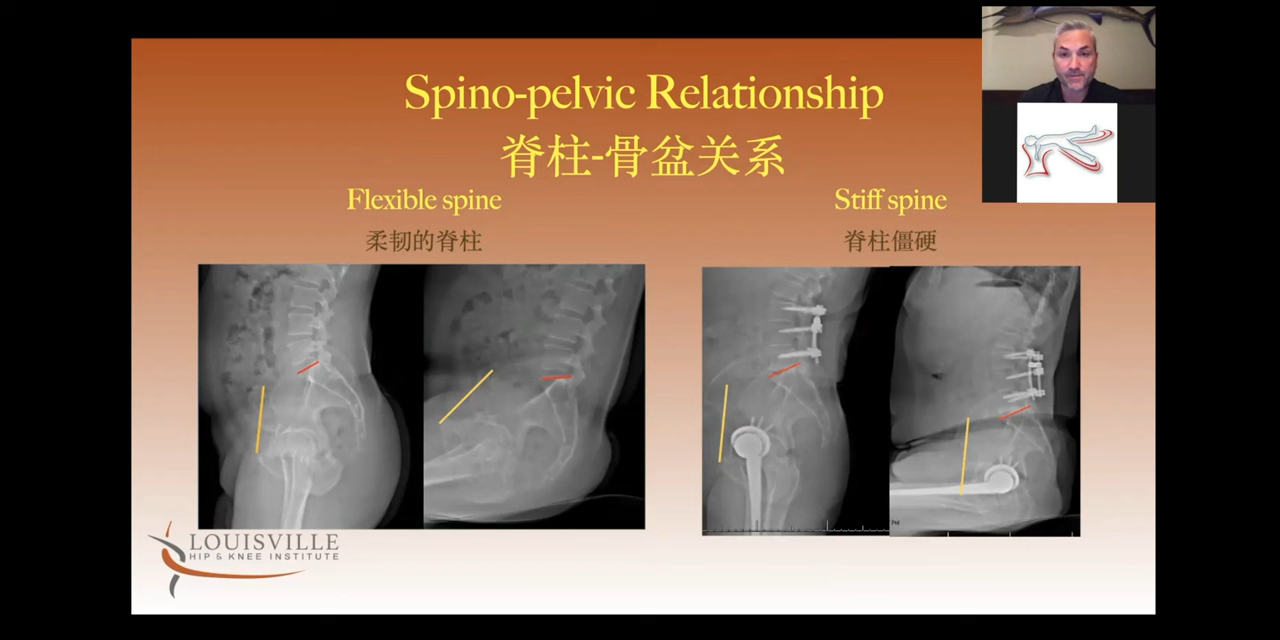 Spino-pelvic Relationship
脊柱-骨盆关系
Flexible spine
柔韧的脊柱
Stiff spine
脊柱僵硬
PM
LOUISVILLE
HIP & KNEE INSTITUTE